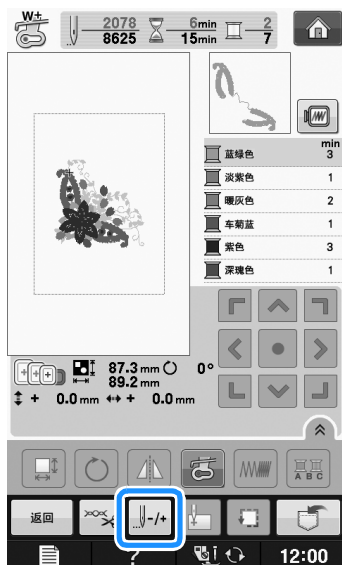 W+
2078 6min 2
8625 15min 7
min
蓝绿色 3
淡紫色 1
暖灰色 2
车菊蓝 1
紫色 3
深瑰色 1
87.3 mm 0°
89.2 mm
+ 0.0 mm + 0.0 mm
A B C
返回 -/+
? 12:00